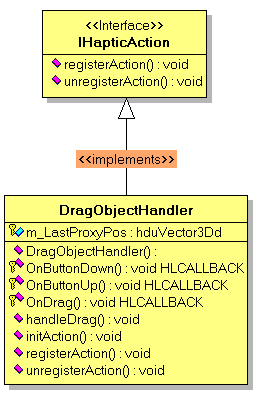 <<Interface>>
IHapticAction
registerAction() : void
unregisterAction() : void
<<implements>>
DragObjectHandler
m_LastProxyPos : hduVector3Dd
DragObjectHandler() :
OnButtonDown() : void HLCALLBACK
OnButtonUp() : void HLCALLBACK
OnDrag() : void HLCALLBACK
handleDrag() : void
initAction() : void
registerAction() : void
unregisterAction() : void